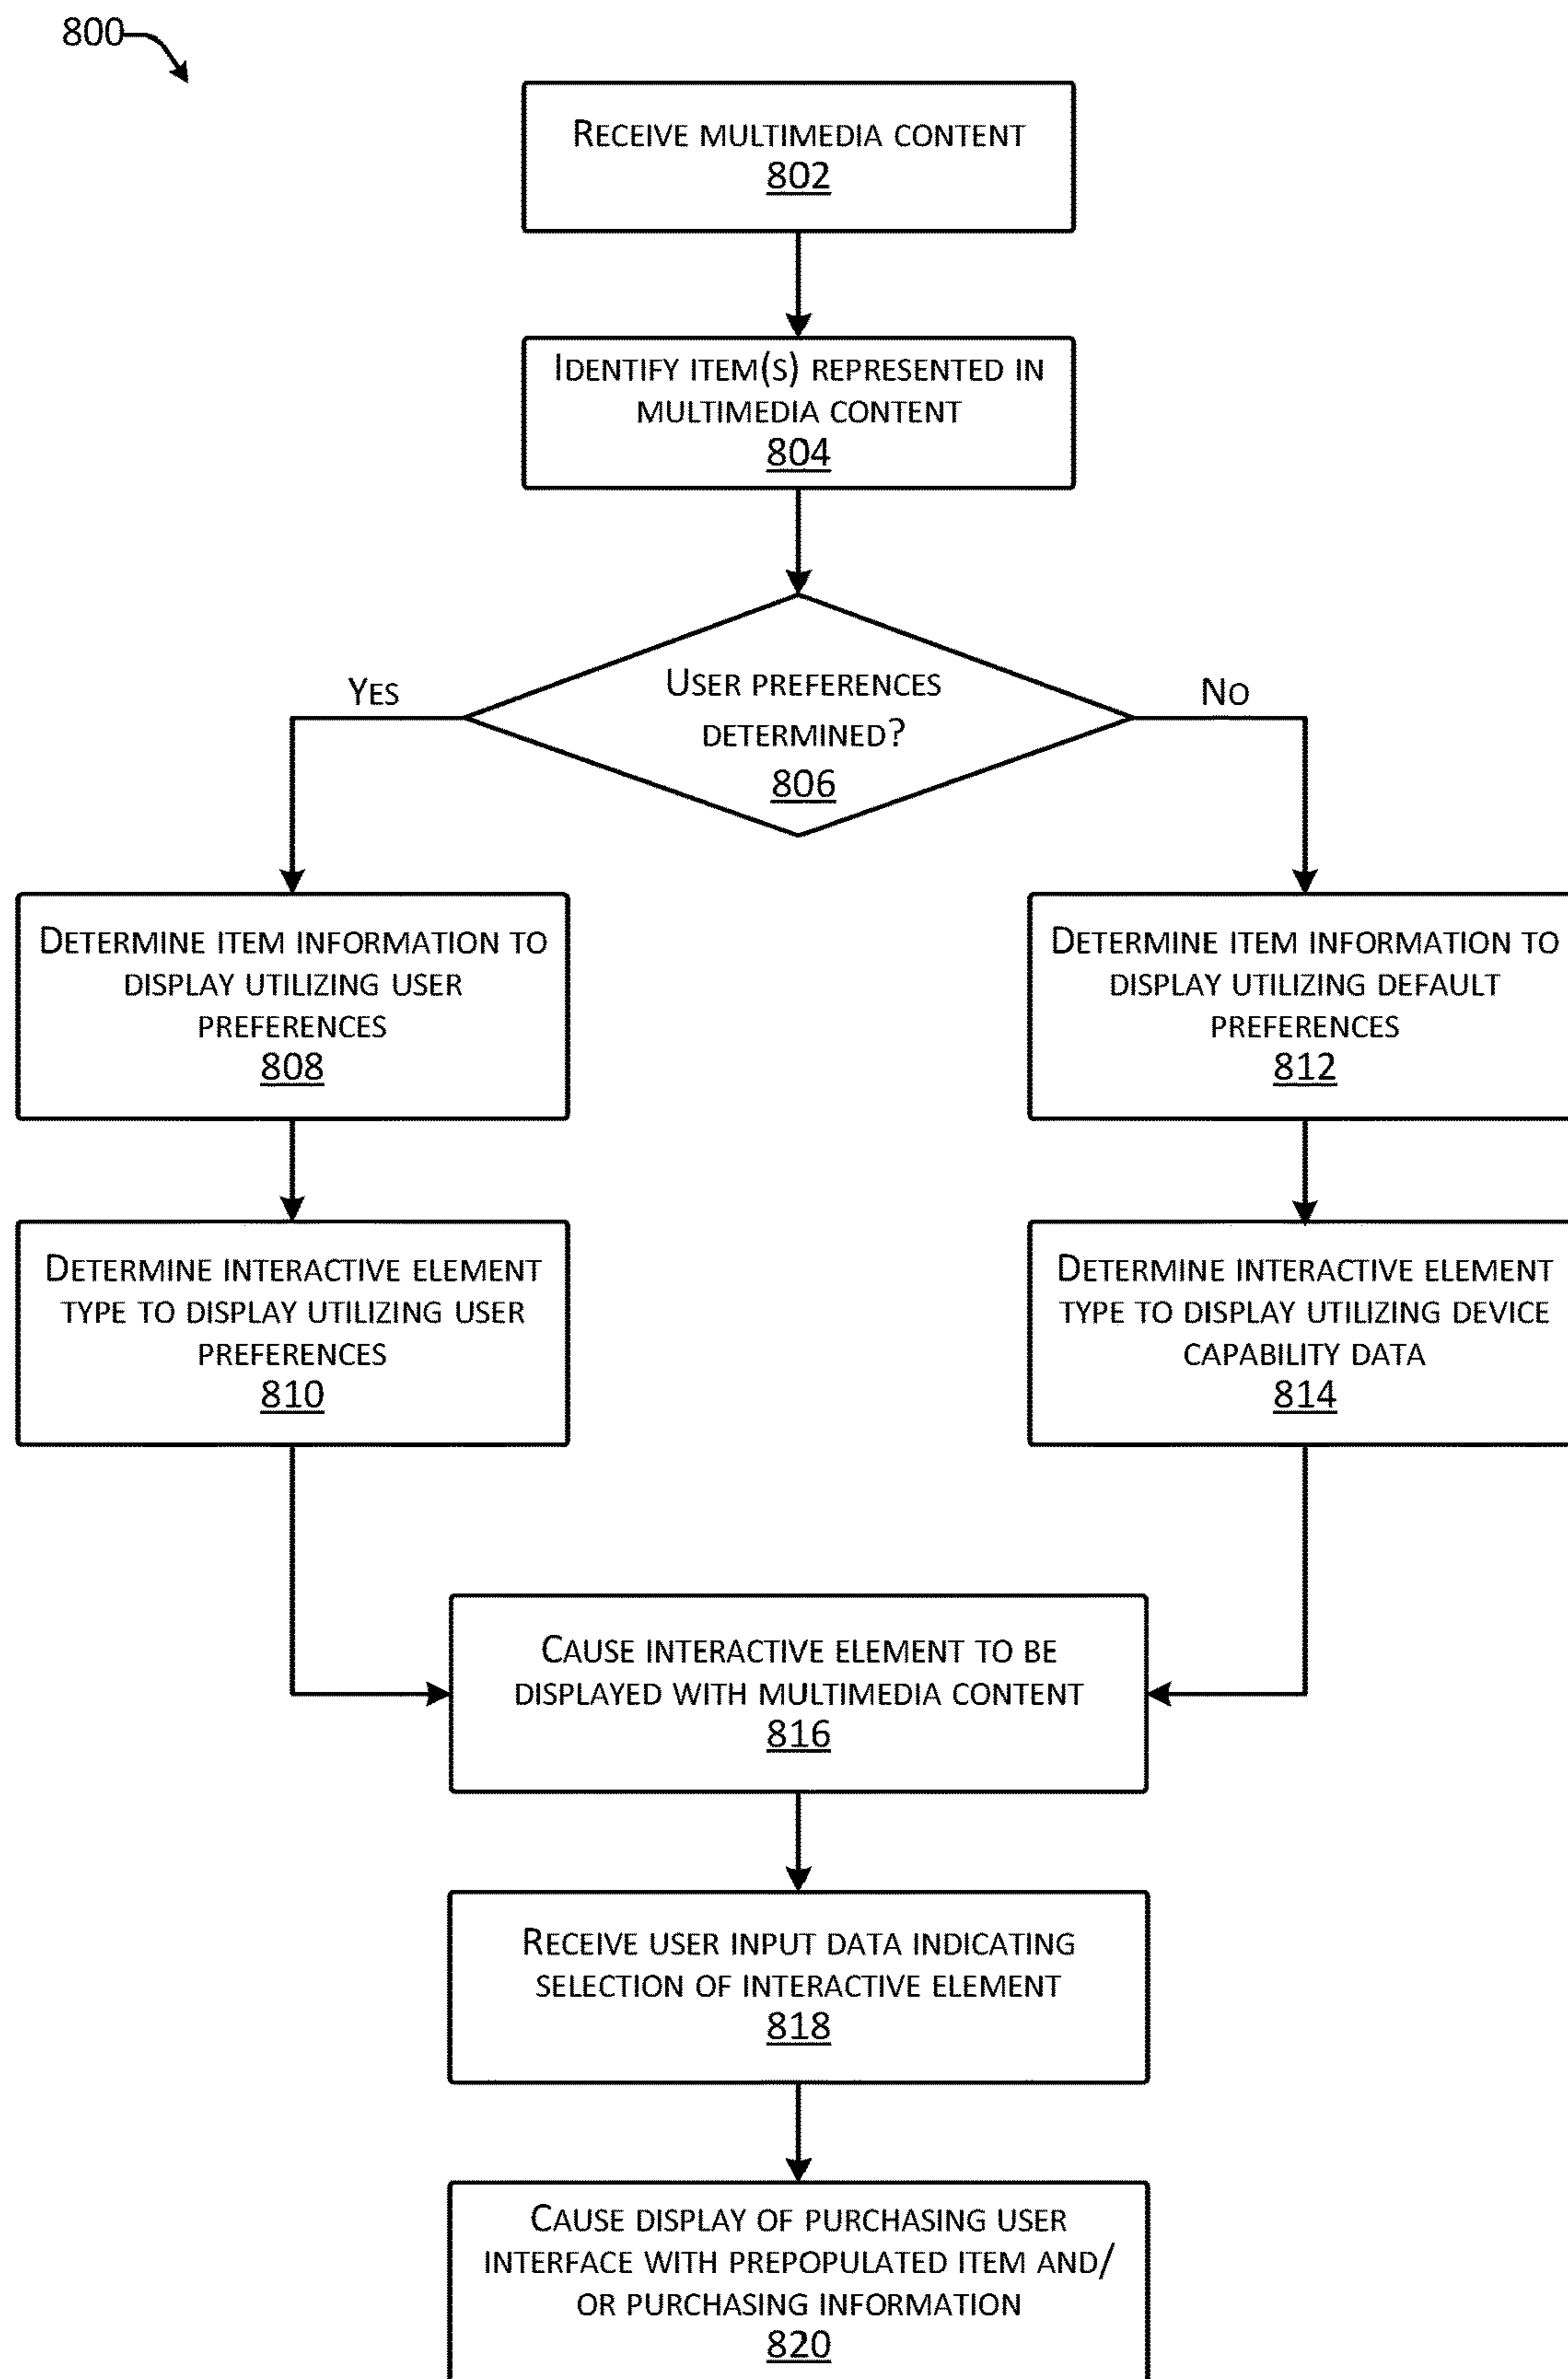 800
RECEIVE MULTIMEDIA CONTENT
802
IDENTIFY ITEM(S) REPRESENTED IN
MULTIMEDIA CONTENT
804
USER PREFERENCES
DETERMINED?
806
YES
NO
DETERMINE ITEM INFORMATION TO
DISPLAY UTILIZING USER
PREFERENCES
808
DETERMINE ITEM INFORMATION TO
DISPLAY UTILIZING DEFAULT
PREFERENCES
812
DETERMINE INTERACTIVE ELEMENT
TYPE TO DISPLAY UTILIZING USER
PREFERENCES
810
DETERMINE INTERACTIVE ELEMENT
TYPE TO DISPLAY UTILIZING DEVICE
CAPABILITY DATA
814
CAUSE INTERACTIVE ELEMENT TO BE
DISPLAYED WITH MULTIMEDIA CONTENT
816
RECEIVE USER INPUT DATA INDICATING
SELECTION OF INTERACTIVE ELEMENT
818
CAUSE DISPLAY OF PURCHASING USER
INTERFACE WITH PREPOPULATED ITEM AND/
OR PURCHASING INFORMATION
820